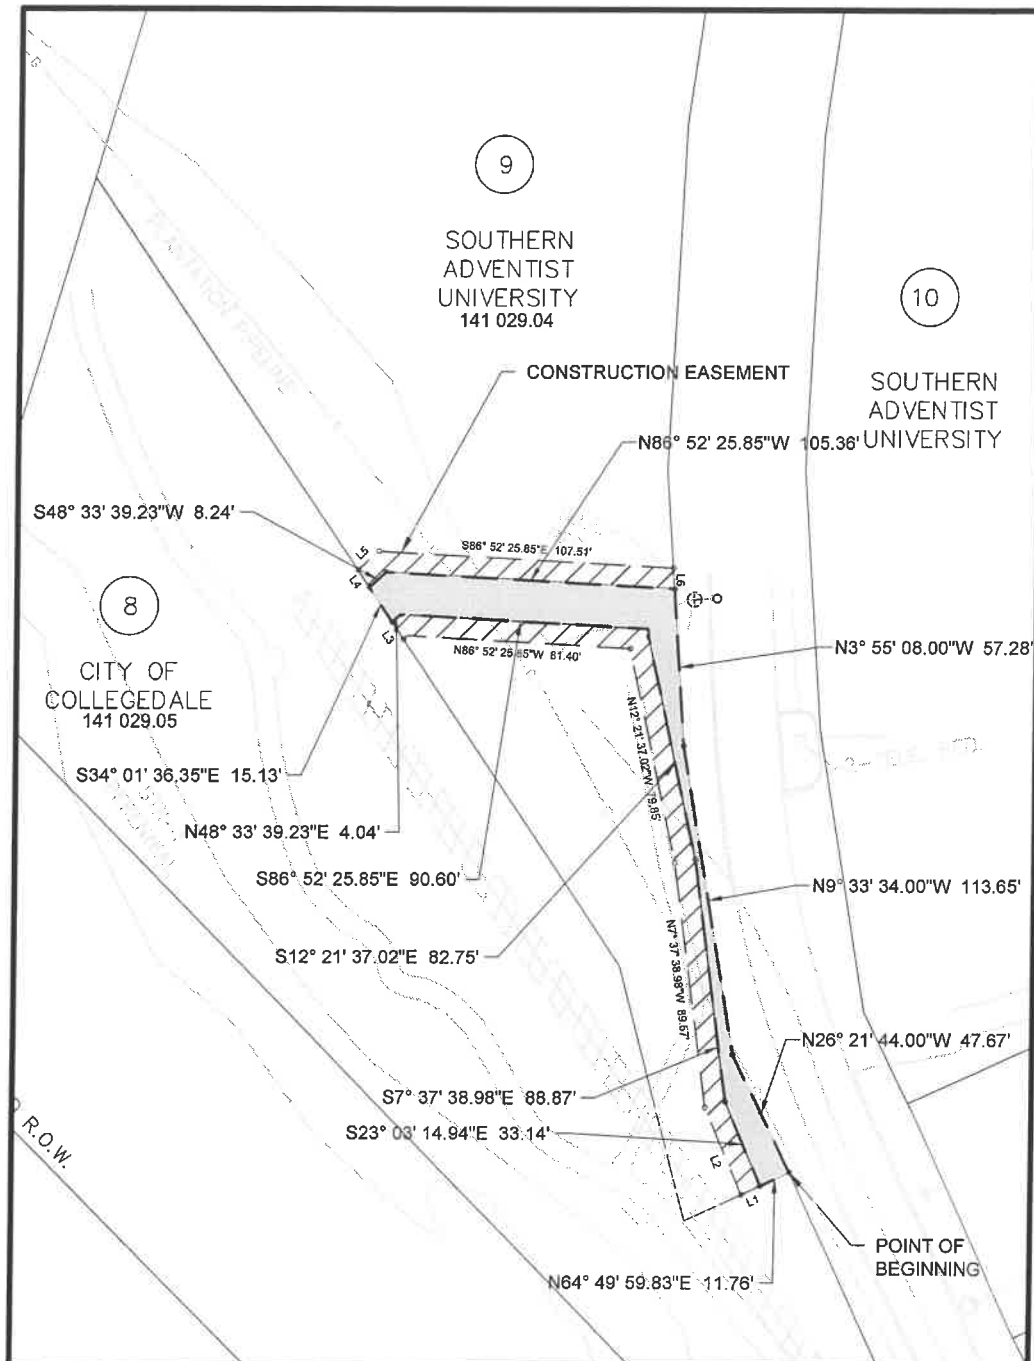 9
SOUTHERN
ADVENTIST
UNIVERSITY
141 029.04
10
SOUTHERN
ADVENTIST
UNIVERSITY
PLANTATION PIPELINE
CONSTRUCTION EASEMENT
N86° 52' 25.85"W 105.36'
S48° 33' 39.23"W 8.24'
S86° 52' 25.85"E 107.51'
L5
L4
L6
L3
8
CITY OF
COLLEGEDALE
141 029.05
N86° 52' 25.85"W 81.40'
N3° 55' 08.00"W 57.28'
N12° 21' 37.02"W 79.85'
S34° 01' 36.35"E 15.13'
N48° 33' 39.23"E 4.04'
S86° 52' 25.85"E 90.60'
N9° 33' 34.00"W 113.65'
S12° 21' 37.02"E 82.75'
N7° 37' 38.98"W 89.67'
N26° 21' 44.00"W 47.67'
S7° 37' 38.98"E 88.87'
S23° 03' 14.94"E 33.14'
R.O.W.
L2
L1
POINT OF
BEGINNING
N64° 49' 59.83"E 11.76'